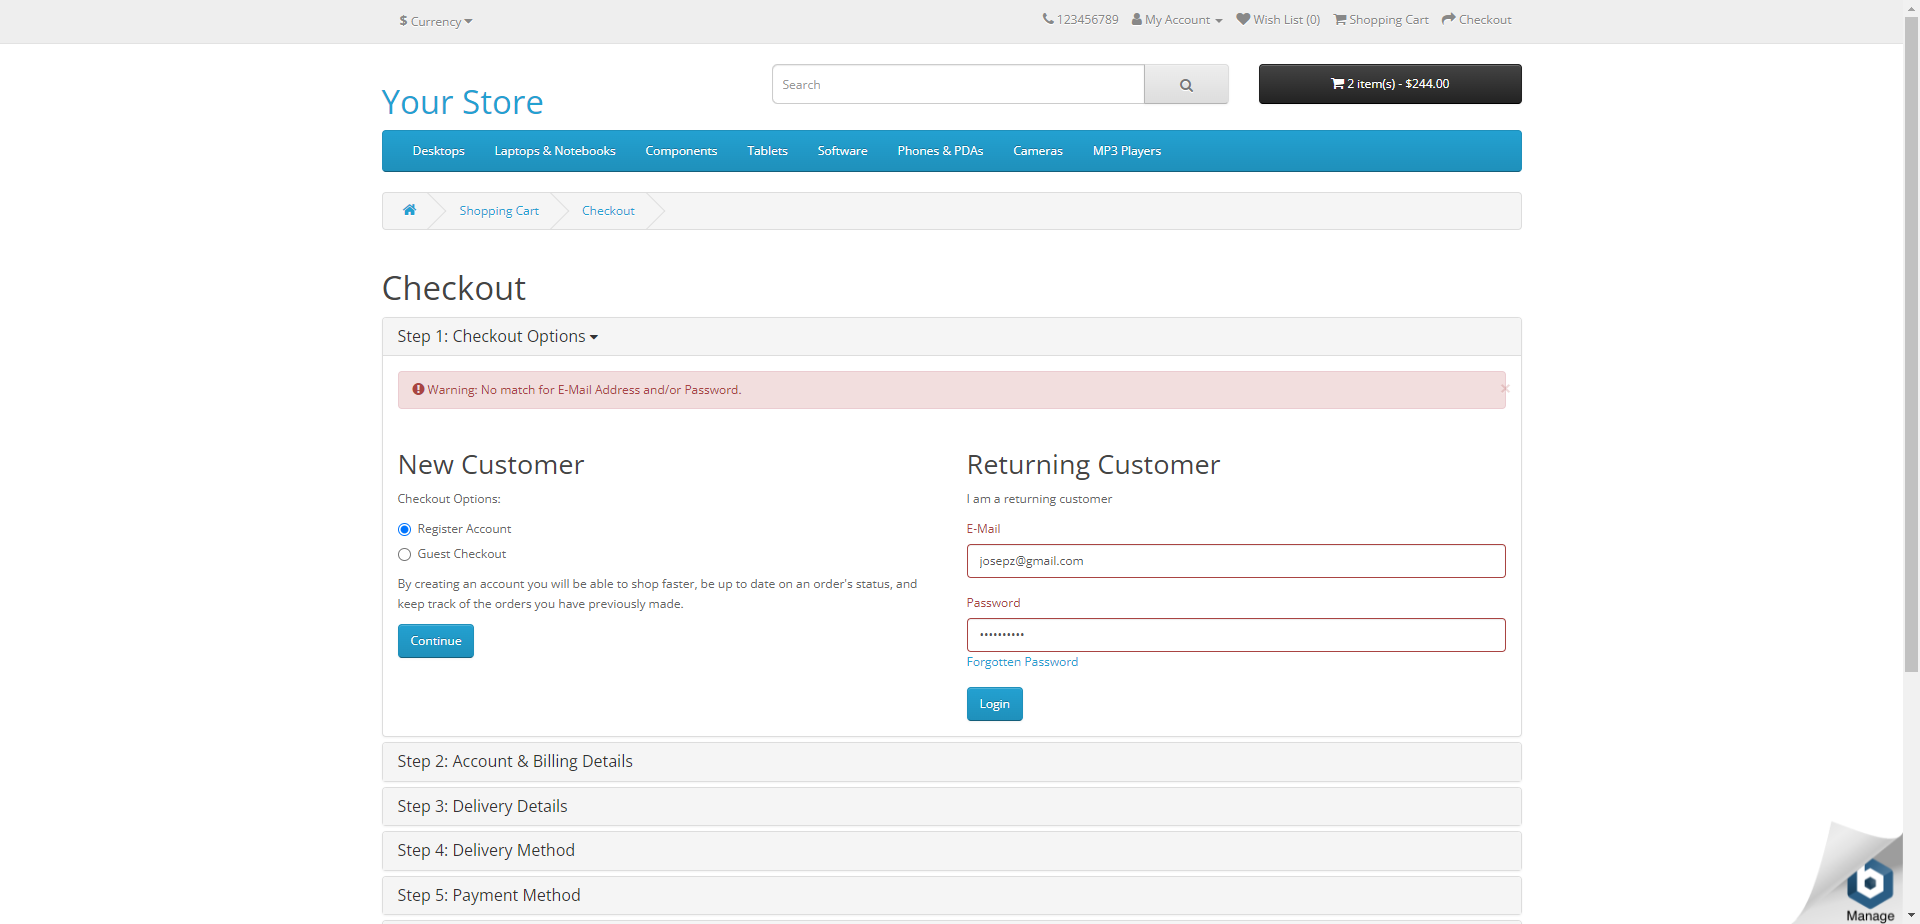 $ Currency
123456789 My Account Wish List (0) Shopping Cart Checkout
Your Store
Search
2 item(s) - $244.00
Desktops Laptops & Notebooks Components Tablets Software Phones & PDAs Cameras MP3 Players
Shopping Cart Checkout
Checkout
Step 1: Checkout Options
Warning: No match for E-Mail Address and/or Password.
×
New Customer
Checkout Options:
Register Account
Guest Checkout
By creating an account you will be able to shop faster, be up to date on an order's status, and
keep track of the orders you have previously made.
Continue
Returning Customer
I am a returning customer
E-Mail
josepz@gmail.com
Password
••••••••••
Forgotten Password
Login
Step 2: Account & Billing Details
Step 3: Delivery Details
Step 4: Delivery Method
Step 5: Payment Method
b
Manage